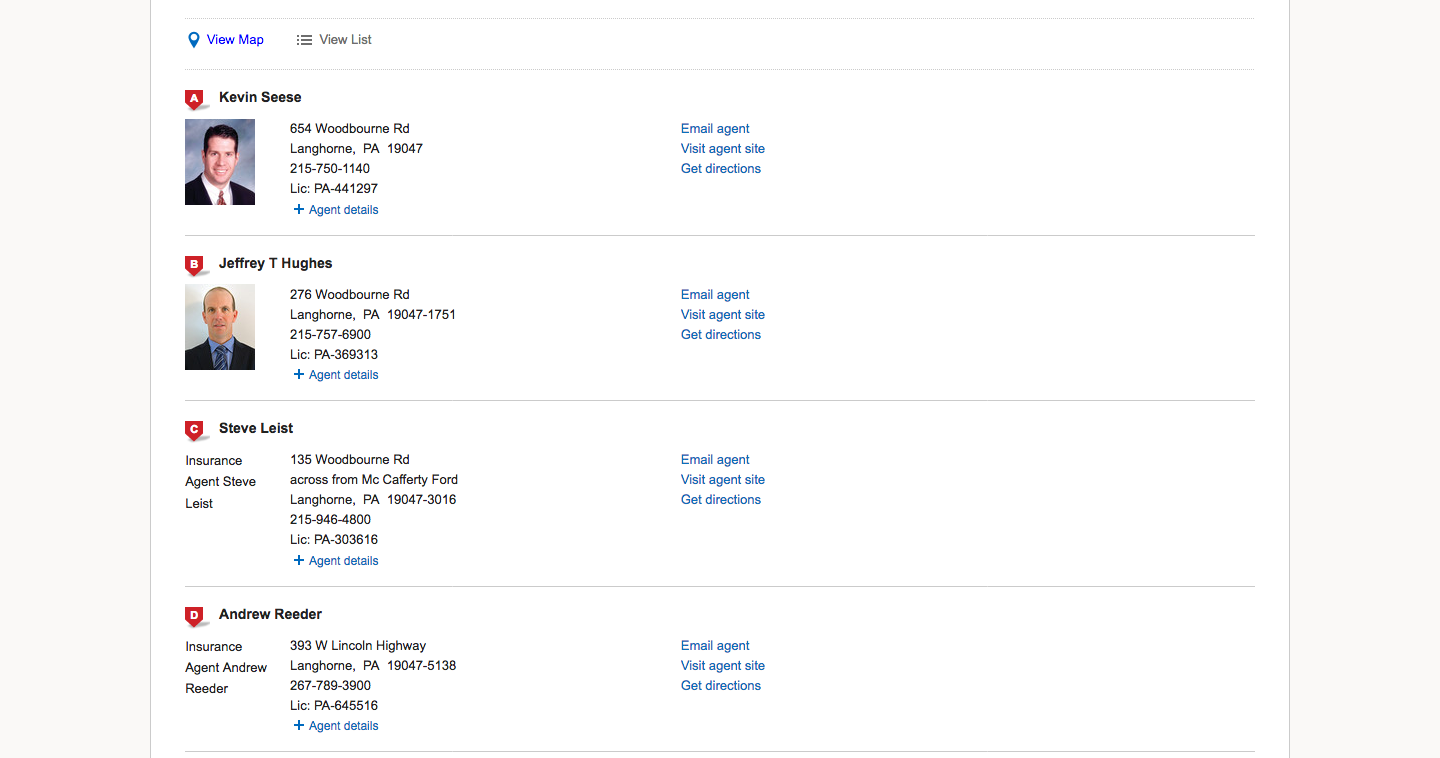 View Map View List
A Kevin Seese
654 Woodbourne Rd
Langhorne, PA 19047
215-750-1140
Lic: PA-441297
+ Agent details
Email agent
Visit agent site
Get directions
B Jeffrey T Hughes
276 Woodbourne Rd
Langhorne, PA 19047-1751
215-757-6900
Lic: PA-369313
+ Agent details
Email agent
Visit agent site
Get directions
C Steve Leist
Insurance
Agent Steve
Leist
135 Woodbourne Rd
across from Mc Cafferty Ford
Langhorne, PA 19047-3016
215-946-4800
Lic: PA-303616
+ Agent details
Email agent
Visit agent site
Get directions
D Andrew Reeder
Insurance
Agent Andrew
Reeder
393 W Lincoln Highway
Langhorne, PA 19047-5138
267-789-3900
Lic: PA-645516
+ Agent details
Email agent
Visit agent site
Get directions